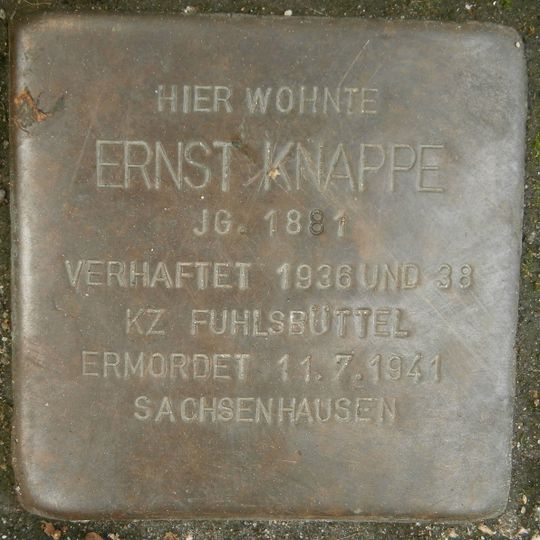 HIER WOHNTE
ERNST KNAPPE
JG. 1881
VERHAFTET 1936 UND 38
KZ FUHLSBÜTTEL
ERMORDET 11.7.1941
SACHSENHAUSEN